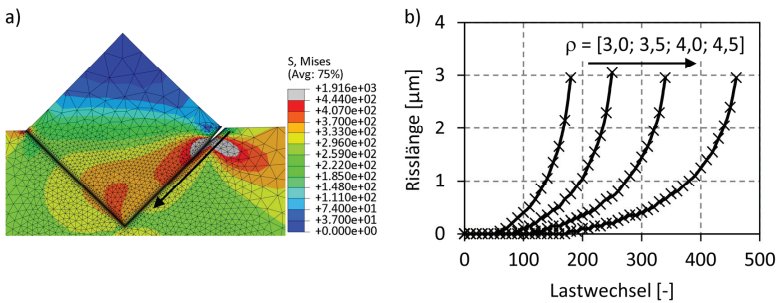 a)
S, Mises
(Avg: 75%)
+1.916e+03
+4.440e+02
+4.070e+02
+3.700e+02
+3.330e+02
+2.960e+02
+2.590e+02
+2.220e+02
+1.850e+02
+1.480e+02
+1.110e+02
+7.400e+01
+3.700e+01
+0.000e+00
b)
ρ = [3,0; 3,5; 4,0; 4,5]
Risslänge [µm]
4
3
2
1
0
0 100 200 300 400 500
Lastwechsel [-]